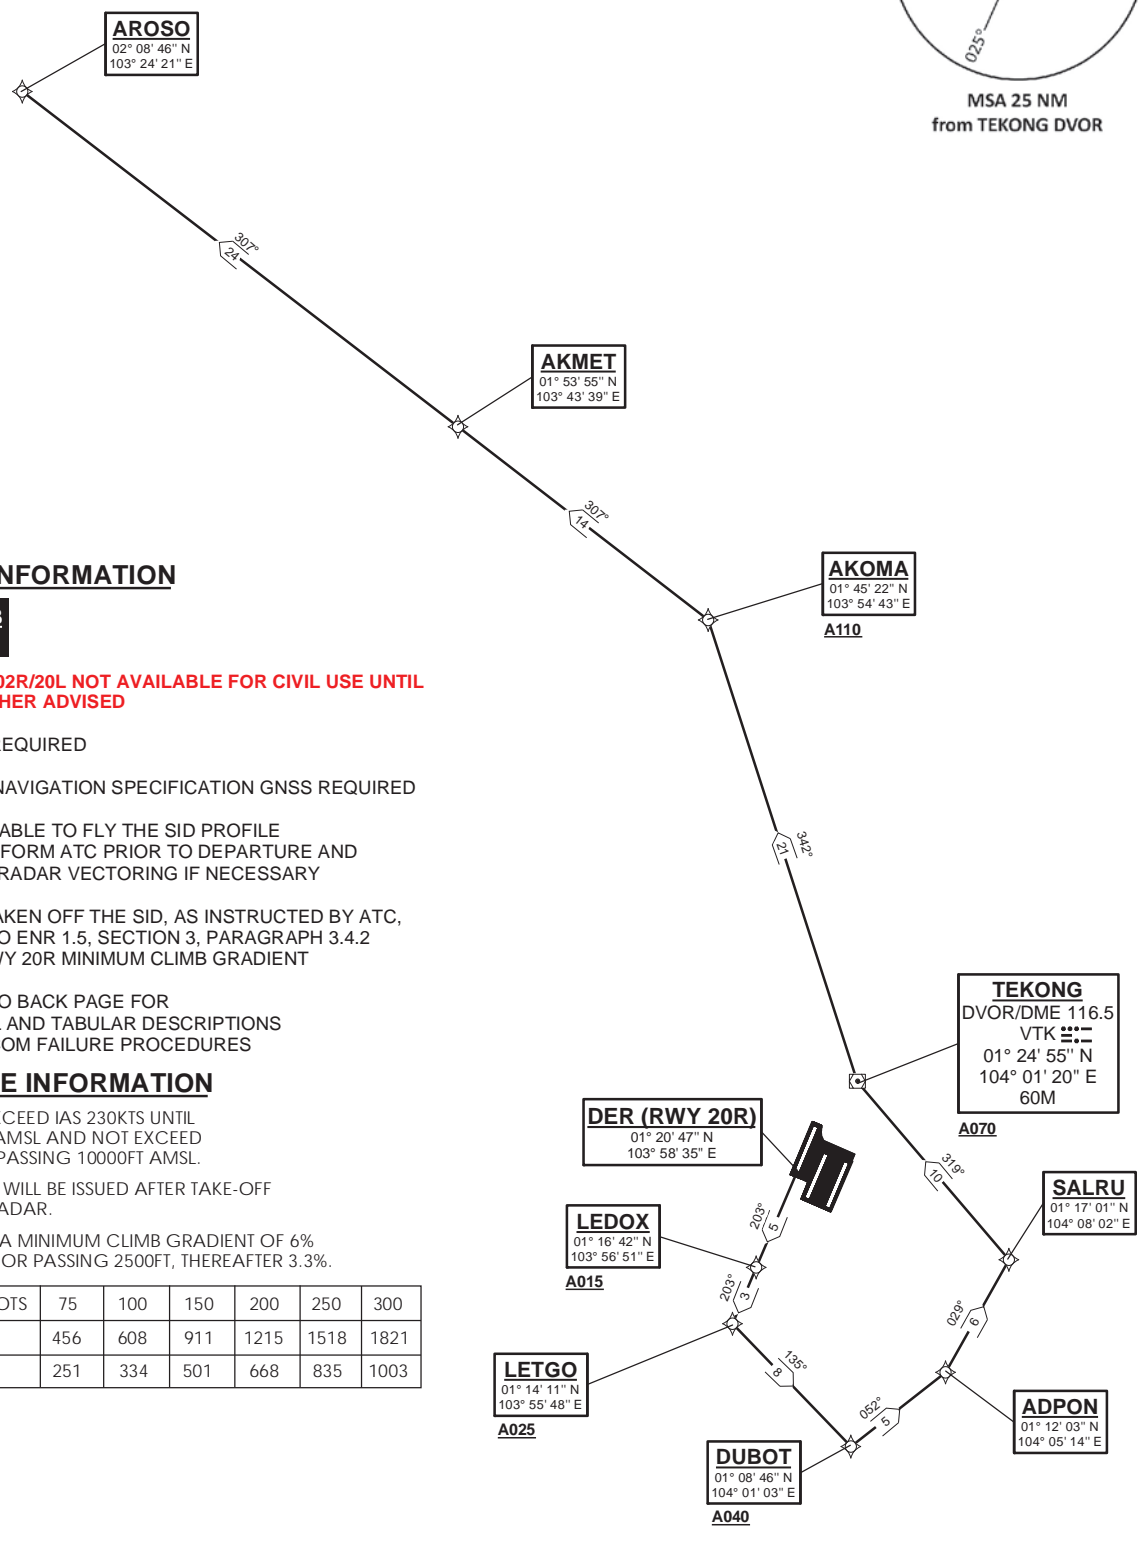 AROSO
02° 08' 46" N
103° 24' 21" E
025°
MSA 25 NM
from TEKONG DVOR
307°
24
AKMET
01° 53' 55" N
103° 43' 39" E
307°
14
AKOMA
01° 45' 22" N
103° 54' 43" E
A110
NFORMATION
02R/20L NOT AVAILABLE FOR CIVIL USE UNTIL
HER ADVISED
EQUIRED
NAVIGATION SPECIFICATION GNSS REQUIRED
ABLE TO FLY THE SID PROFILE
FORM ATC PRIOR TO DEPARTURE AND
RADAR VECTORING IF NECESSARY
AKEN OFF THE SID, AS INSTRUCTED BY ATC,
O ENR 1.5, SECTION 3, PARAGRAPH 3.4.2
WY 20R MINIMUM CLIMB GRADIENT
O BACK PAGE FOR
L AND TABULAR DESCRIPTIONS
OM FAILURE PROCEDURES
E INFORMATION
CEED IAS 230KTS UNTIL
AMSL AND NOT EXCEED
PASSING 10000FT AMSL.
WILL BE ISSUED AFTER TAKE-OFF
ADAR.
A MINIMUM CLIMB GRADIENT OF 6%
OR PASSING 2500FT, THEREAFTER 3.3%.
OTS 75 100 150 200 250 300
456 608 911 1215 1518 1821
251 334 501 668 835 1003
342°
21
TEKONG
DVOR/DME 116.5
VTK
01° 24' 55" N
104° 01' 20" E
60M
A070
DER (RWY 20R)
01° 20' 47" N
103° 58' 35" E
319°
10
SALRU
01° 17' 01" N
104° 08' 02" E
LEDOX
01° 16' 42" N
103° 56' 51" E
A015
203°
5
203°
3
029°
6
LETGO
01° 14' 11" N
103° 55' 48" E
A025
135°
8
052°
5
ADPON
01° 12' 03" N
104° 05' 14" E
DUBOT
01° 08' 46" N
104° 01' 03" E
A040